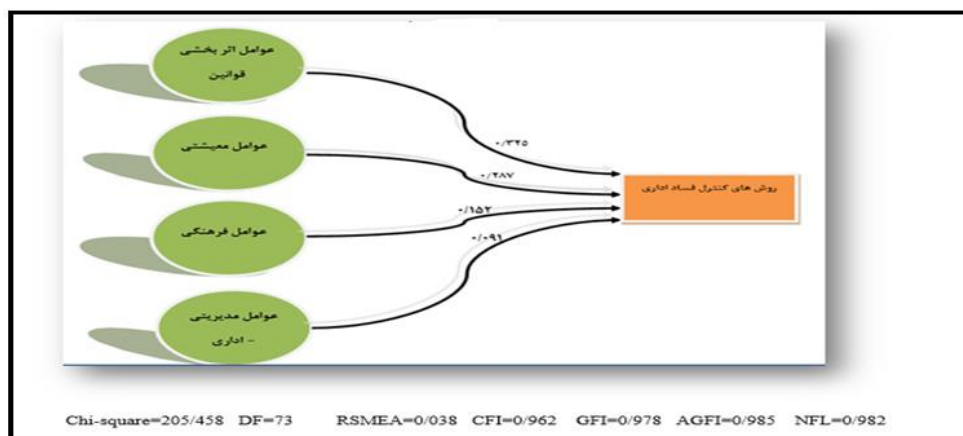 عوامل اثر بخشی
قوانین
۰/۳۲۵
عوامل معیشتی
۰/۲۸۷
روش های کنترل فساد اداری
عوامل فرهنگی
۰/۱۵۲
۰/۰۹۱
عوامل مدیریتی
- اداری
Chi-square=205/458 DF=73 RSMEA=0/038 CFI=0/962 GFI=0/978 AGFI=0/985 NFL=0/982